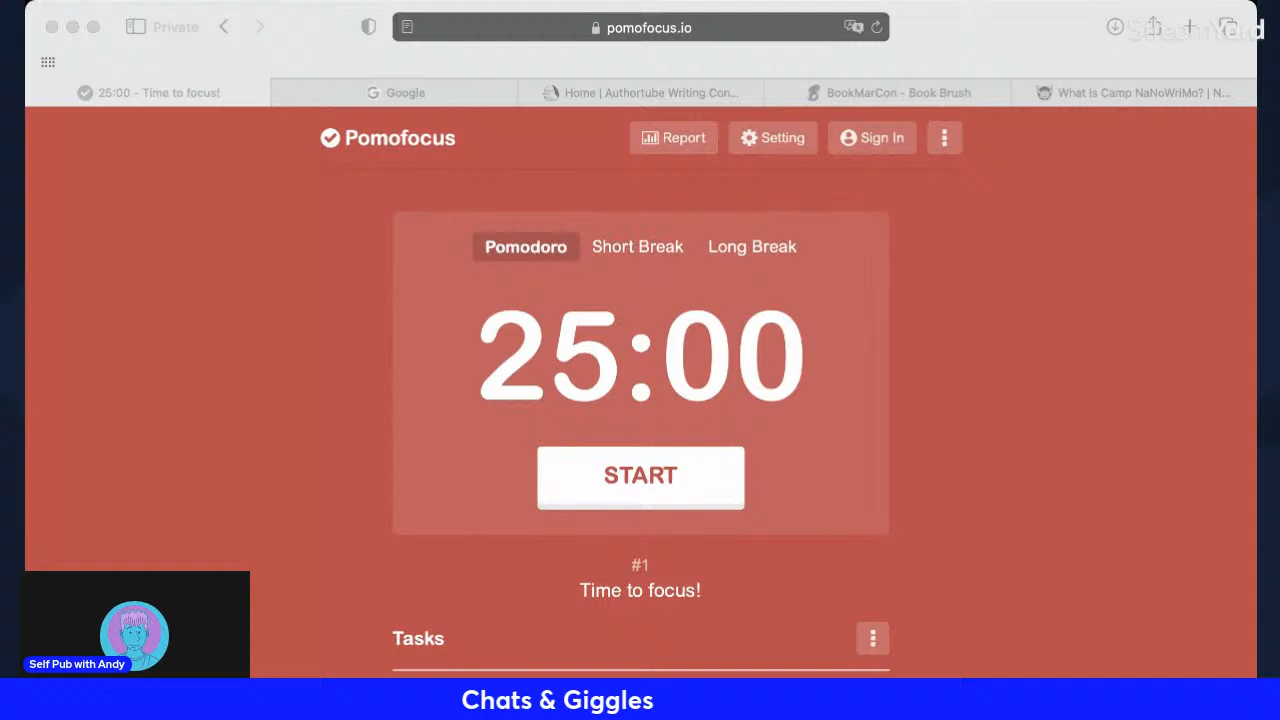 Private
pomofocus.io
StreamYard
25:00 - Time to focus!
Google
Home | Authortube Writing Con...
BookMarCon - Book Brush
What Is Camp NaNoWriMo? | N...
Pomofocus
Report
Setting
Sign In
Pomodoro
Short Break
Long Break
25:00
START
#1
Time to focus!
Tasks
Self Pub with Andy
Chats & Giggles